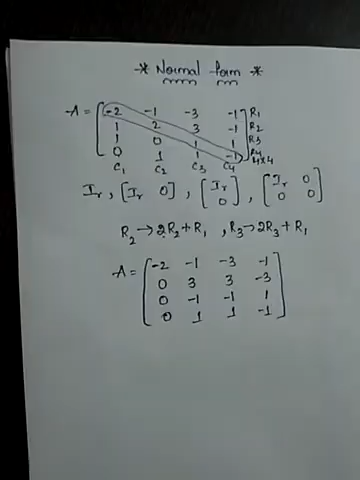 * Normal form *
A = [ -2 -1 -3 -1 ] R1
1 2 3 -1 R2
1 0 1 1 R3
0 1 1 -1 R4
C1 C2 C3 C4 4x4
Ir, [Ir 0], [Ir 0], [Ir 0 0 0]
R2 → 2R2 + R1 , R3 → 2R3 + R1
A = [ -2 -1 -3 -1
0 3 3 -3
0 -1 -1 1
0 1 1 -1 ]